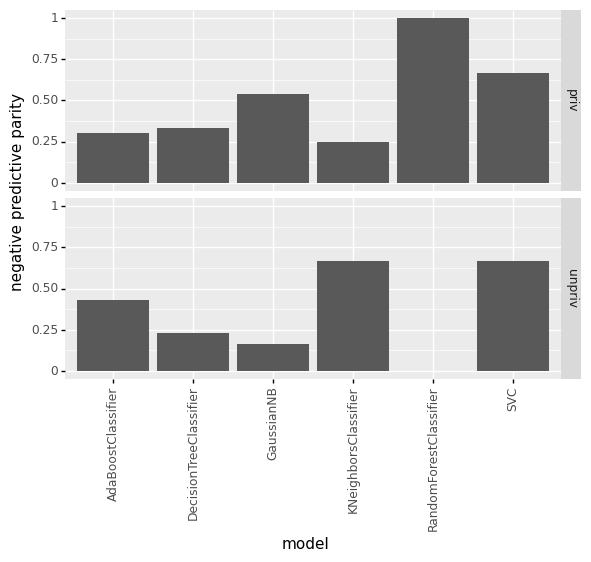 negative predictive parity
1
0.75
0.50
0.25
0
priv
1
0.75
0.50
0.25
0
unpriv
AdaBoostClassifier
DecisionTreeClassifier
GaussianNB
KNeighborsClassifier
RandomForestClassifier
SVC
model